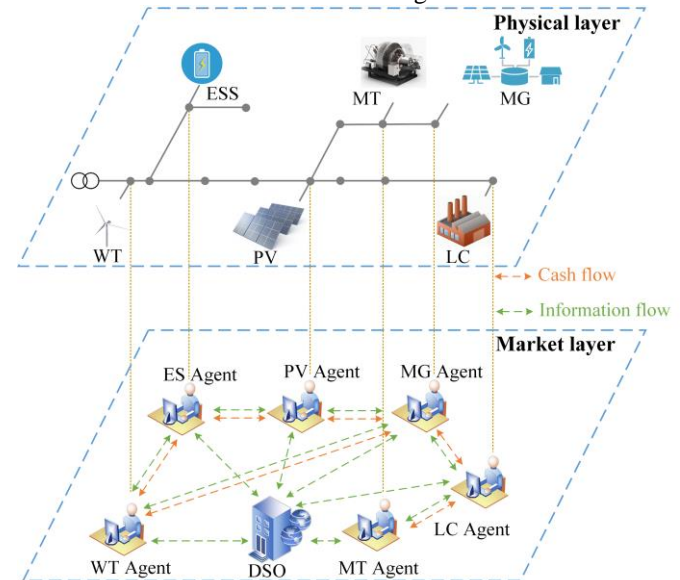 Physical layer
ESS
MT
MG
WT
PV
LC
Cash flow
Information flow
Market layer
ES Agent
PV Agent
MG Agent
LC Agent
WT Agent
DSO
MT Agent